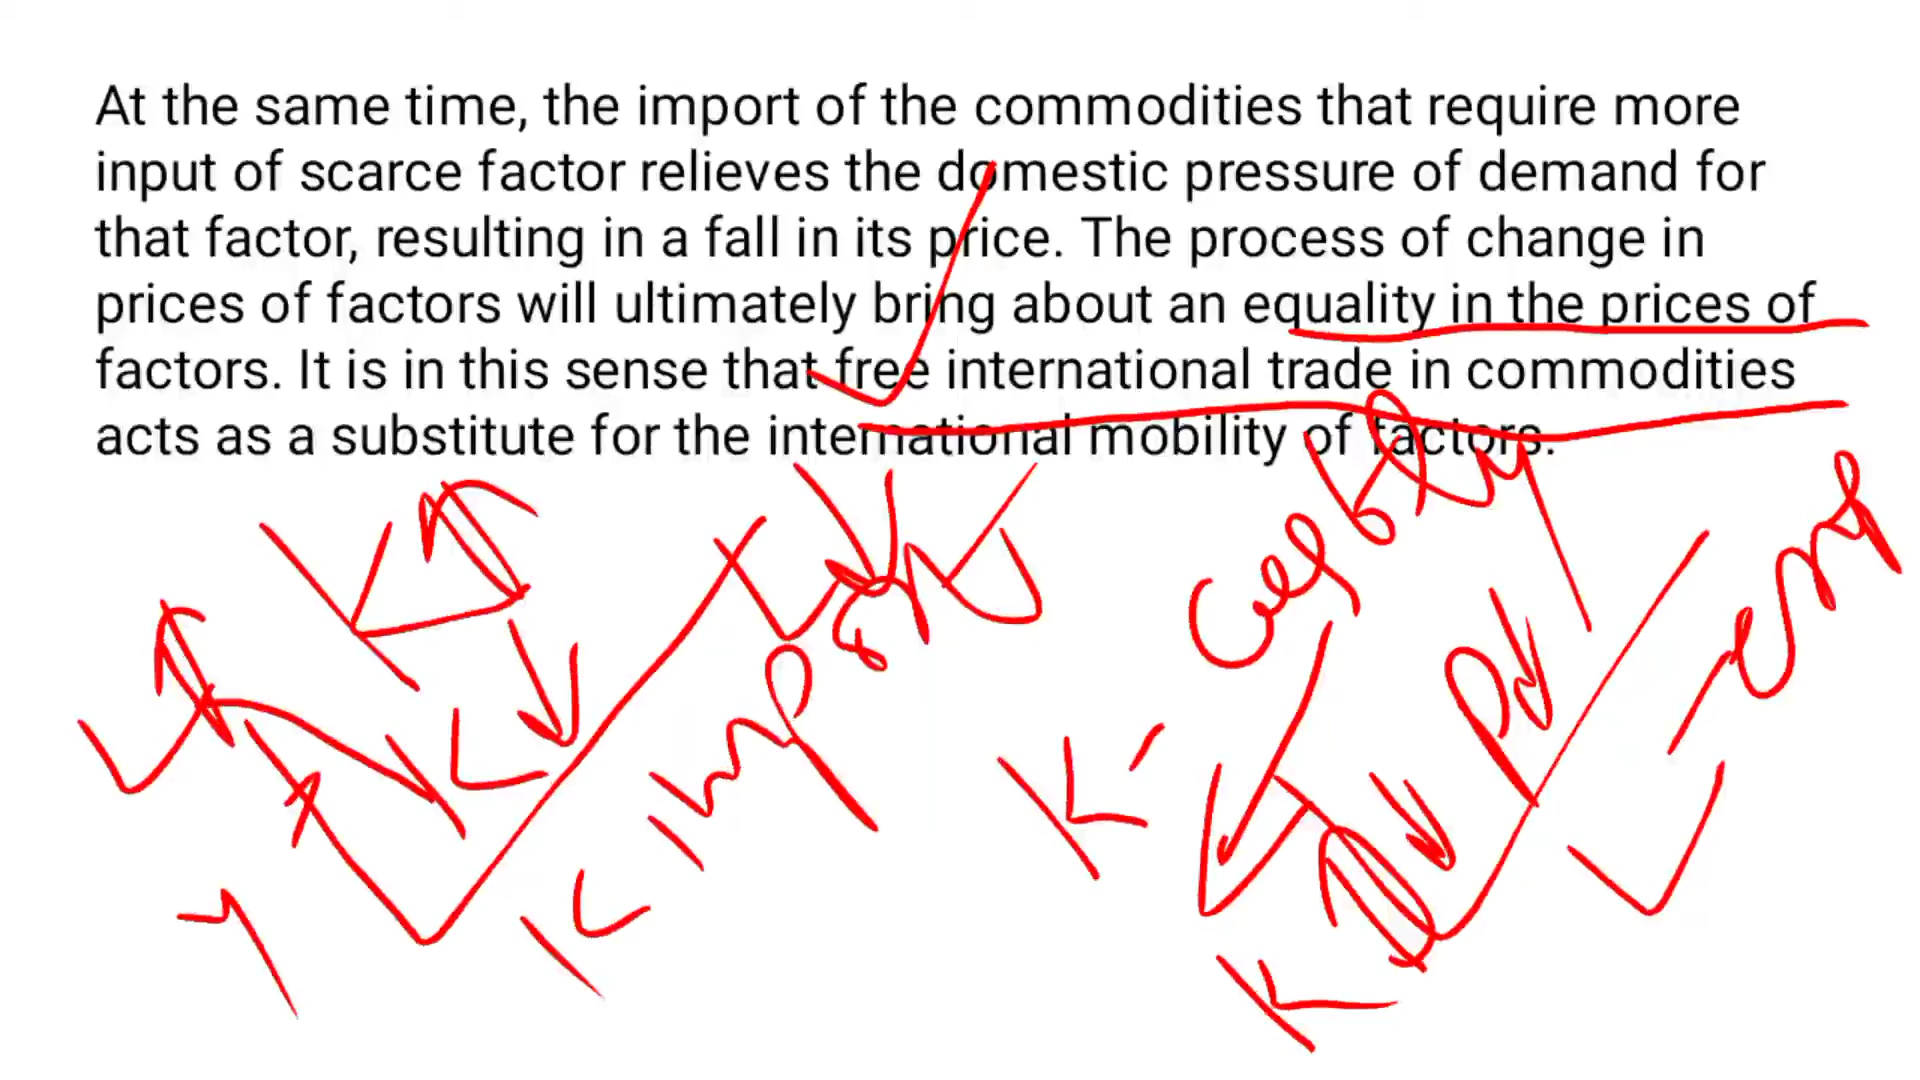 At the same time, the import of the commodities that require more
input of scarce factor relieves the domestic pressure of demand for
that factor, resulting in a fall in its price. The process of change in
prices of factors will ultimately bring about an equality in the prices of
factors. It is in this sense that free international trade in commodities
acts as a substitute for the international mobility of factors.
K
L
K
L
K
K
K
L
K